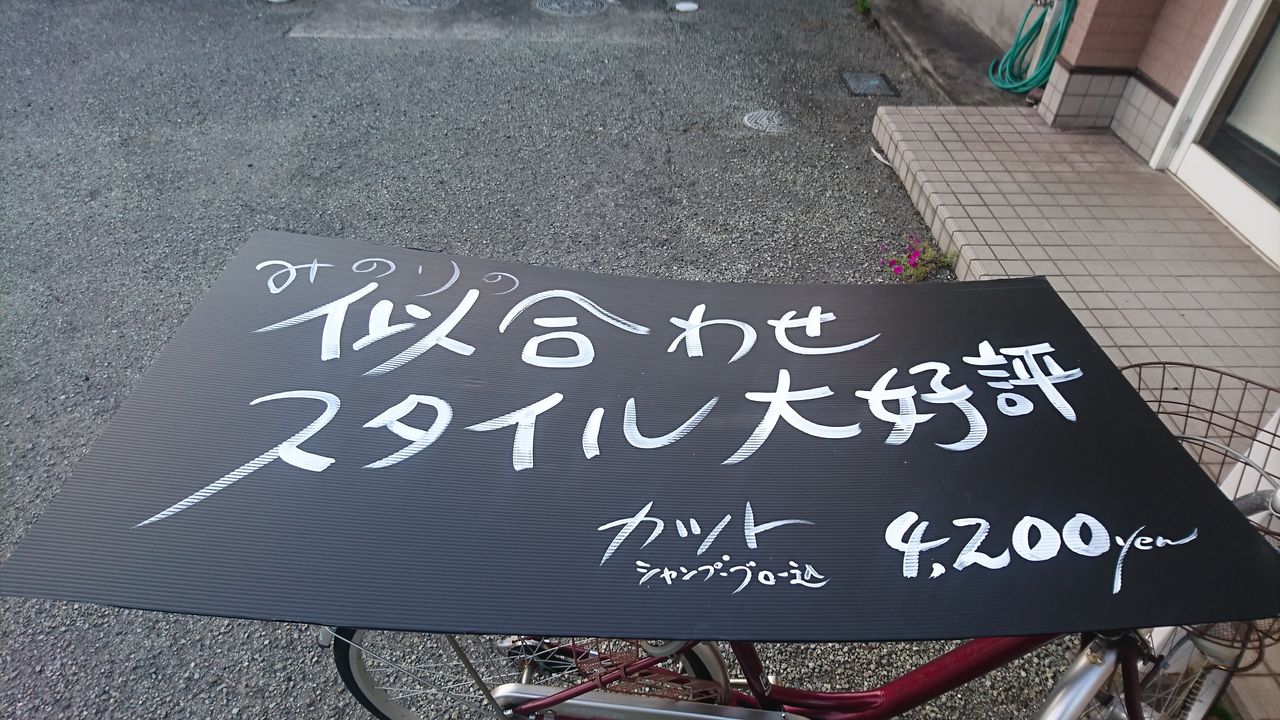 みのりの
似合わせ
スタイル大好評
カット 4,200yen
シャンプーブロー込